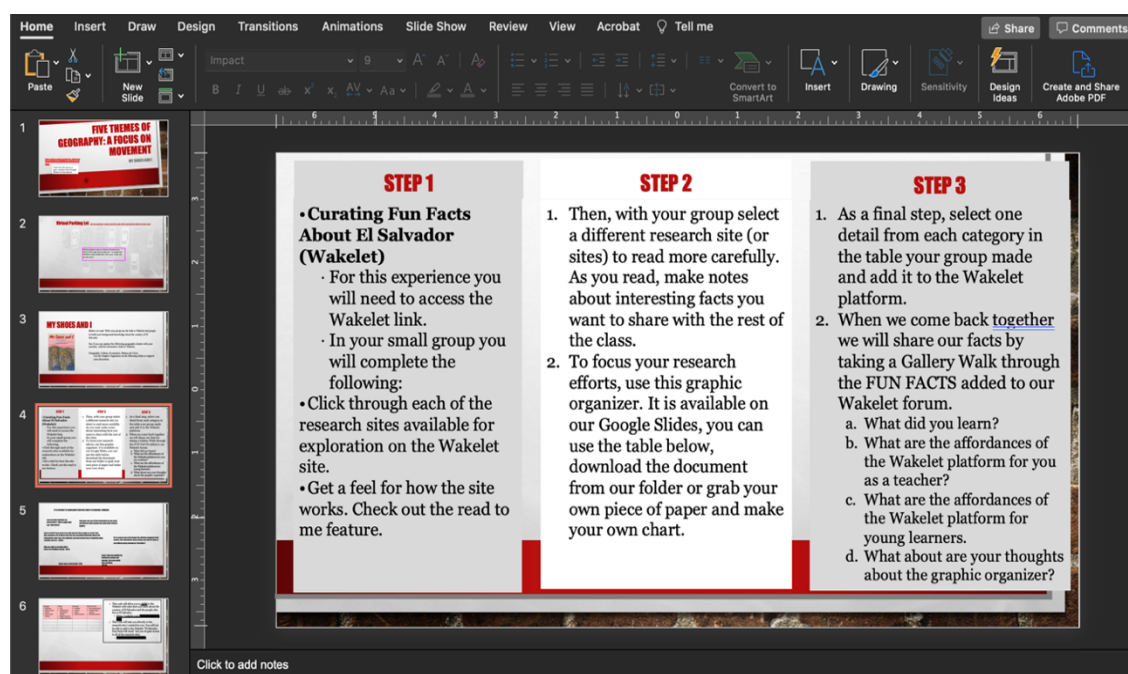 Home Insert Draw Design Transitions Animations Slide Show Review View Acrobat Tell me
Share Comments
Impact 9
Paste
New
Slide
Convert to
SmartArt
Insert
Drawing
Sensitivity
Design
Ideas
Create and Share
Adobe PDF
1
FIVE THEMES OF
GEOGRAPHY: A FOCUS ON
MOVEMENT
MY SHOES AND I
2
Virtual Parking Lot
3
MY SHOES AND I
4
5
6
STEP 1
•Curating Fun Facts
About El Salvador
(Wakelet)
· For this experience you
will need to access the
Wakelet link.
· In your small group you
will complete the
following:
•Click through each of the
research sites available for
exploration on the Wakelet
site.
•Get a feel for how the site
works. Check out the read to
me feature.
STEP 2
1. Then, with your group select
a different research site (or
sites) to read more carefully.
As you read, make notes
about interesting facts you
want to share with the rest of
the class.
2. To focus your research
efforts, use this graphic
organizer. It is available on
our Google Slides, you can
use the table below,
download the document
from our folder or grab your
own piece of paper and make
your own chart.
STEP 3
1. As a final step, select one
detail from each category in
the table your group made
and add it to the Wakelet
platform.
2. When we come back together
we will share our facts by
taking a Gallery Walk through
the FUN FACTS added to our
Wakelet forum.
a. What did you learn?
b. What are the affordances of
the Wakelet platform for you
as a teacher?
c. What are the affordances of
the Wakelet platform for
young learners.
d. What about are your thoughts
about the graphic organizer?
Click to add notes